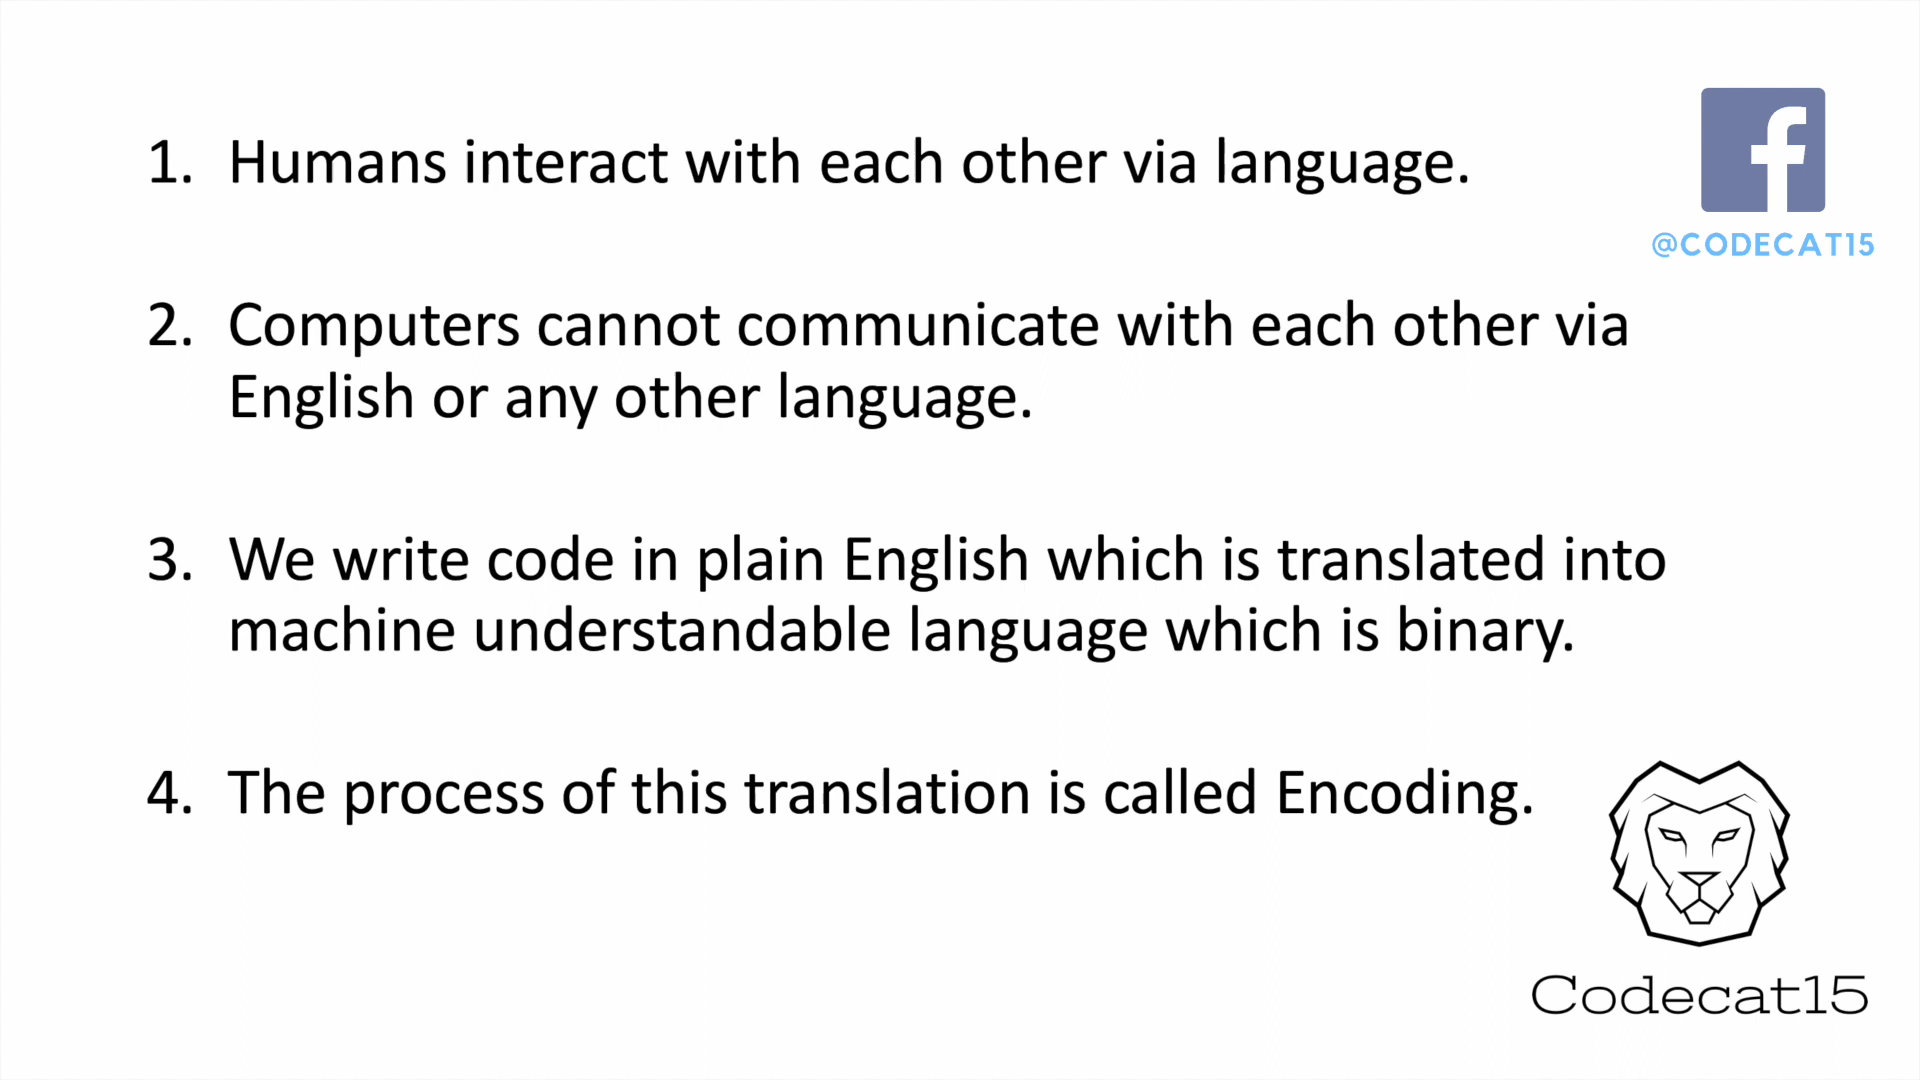 1. Humans interact with each other via language.
@CODECAT15
2. Computers cannot communicate with each other via
English or any other language.
3. We write code in plain English which is translated into
machine understandable language which is binary.
4. The process of this translation is called Encoding.
Codecat15